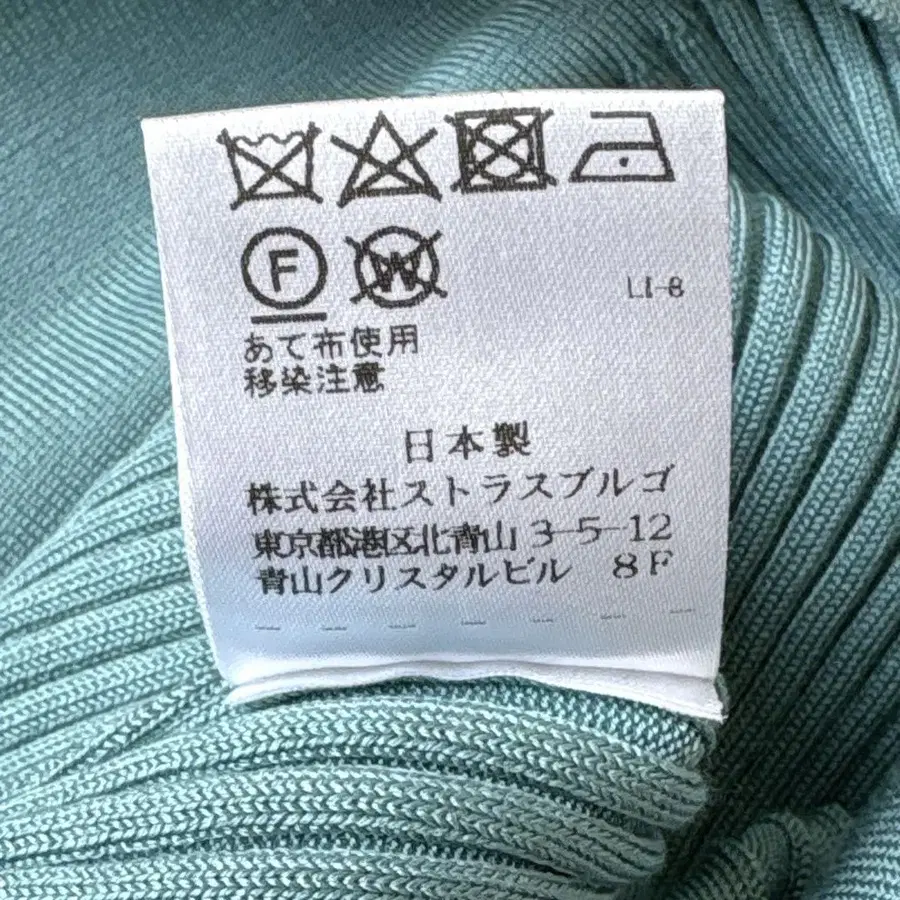 F W LI-8
あて布使用
移染注意
日本製
株式会社ストラスブルゴ
東京都港区北青山3-5-12
青山クリスタルビル 8F